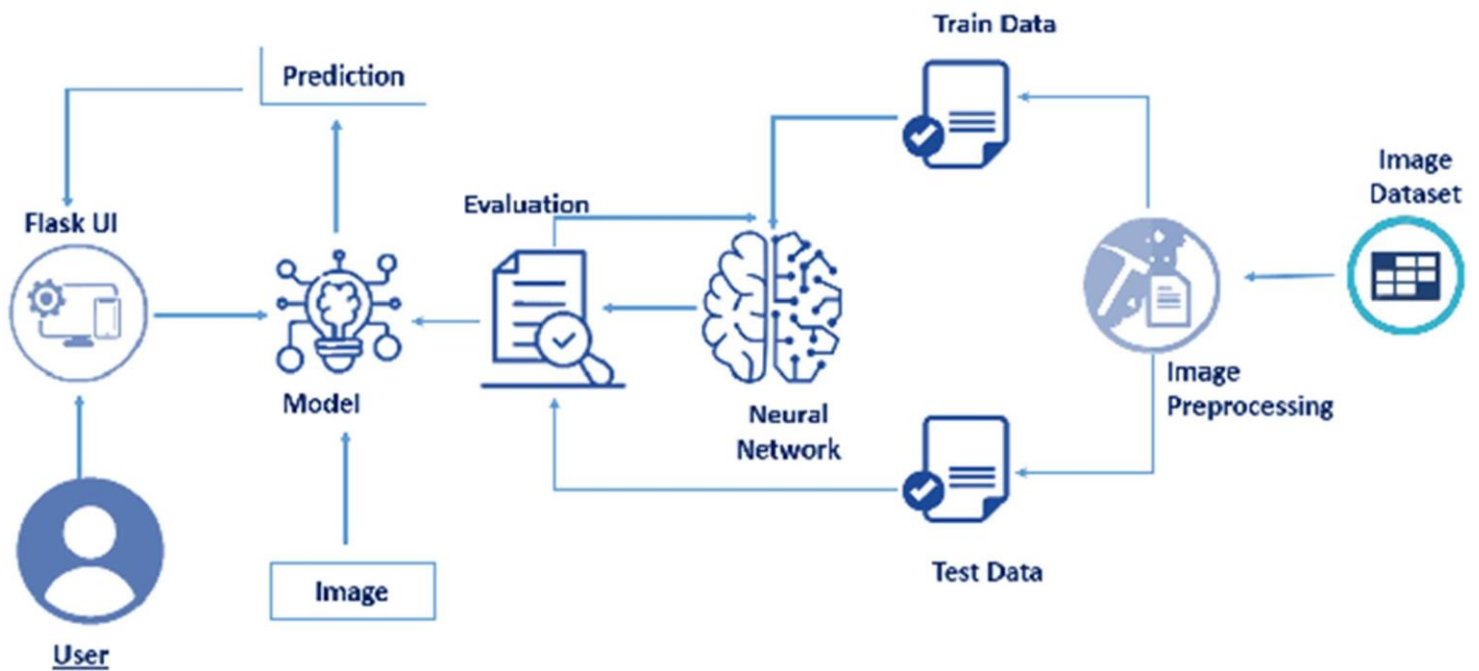 Train Data
Prediction
Image
Dataset
Evaluation
Flask UI
Image
Preprocessing
Model
Neural
Network
Image
Test Data
User